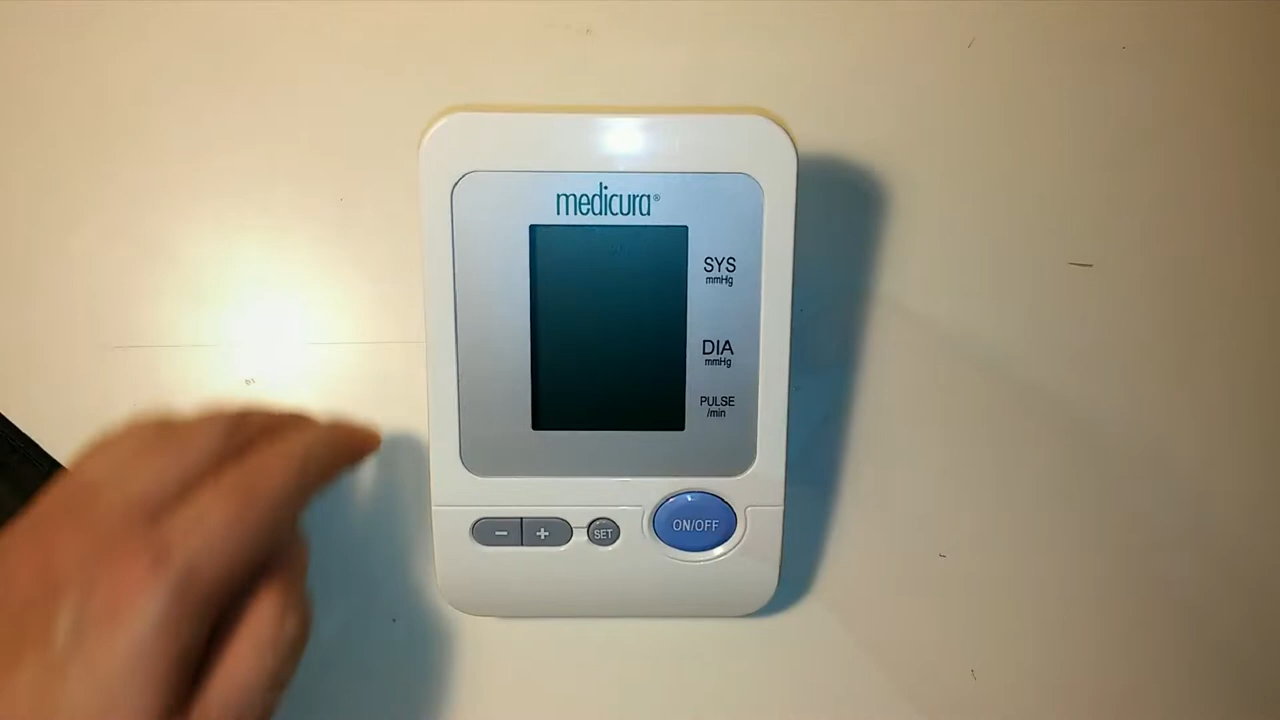 medicura®
SYS
mmHg
DIA
mmHg
PULSE
/min
− + SET
ON/OFF